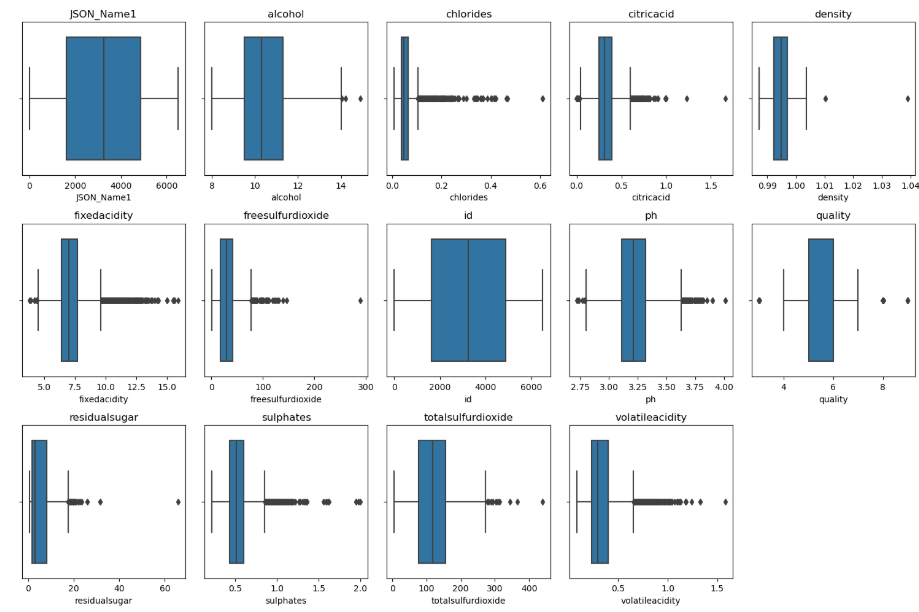 JSON_Name1 alcohol chlorides citricacid density
0 2000 4000 6000 8 10 12 14 0.0 0.2 0.4 0.6 0.0 0.5 1.0 1.5 0.99 1.00 1.01 1.02 1.03 1.04
JSON_Name1 alcohol chlorides citricacid density
fixedacidity freesulfurdioxide id ph quality
5.0 7.5 10.0 12.5 15.0 0 100 200 300 0 2000 4000 6000 2.75 3.00 3.25 3.50 3.75 4.00 4 6 8
fixedacidity freesulfurdioxide id ph quality
residualsugar sulphates totalsulfurdioxide volatileacidity
0 20 40 60 0.5 1.0 1.5 2.0 0 100 200 300 400 0.5 1.0 1.5
residualsugar sulphates totalsulfurdioxide volatileacidity